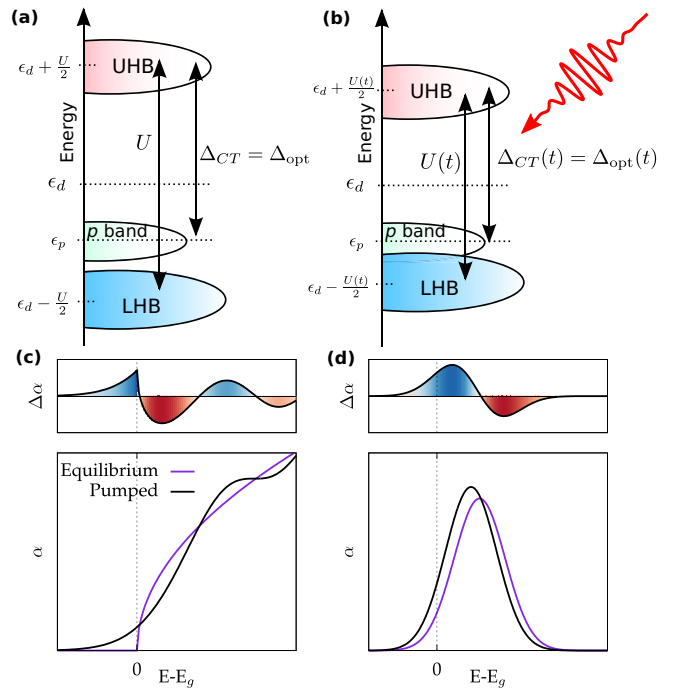 (a)
Energy
ϵ_d + U/2
UHB
U
Δ_CT = Δ_opt
ϵ_d
p band
ϵ_p
ϵ_d − U/2
LHB
(b)
Energy
ϵ_d + U(t)/2
UHB
U(t)
Δ_CT(t) = Δ_opt(t)
ϵ_d
p band
ϵ_p
ϵ_d − U(t)/2
LHB
(c)
Δα
Equilibrium
Pumped
α
0
E-E_g
(d)
Δα
α
0
E-E_g